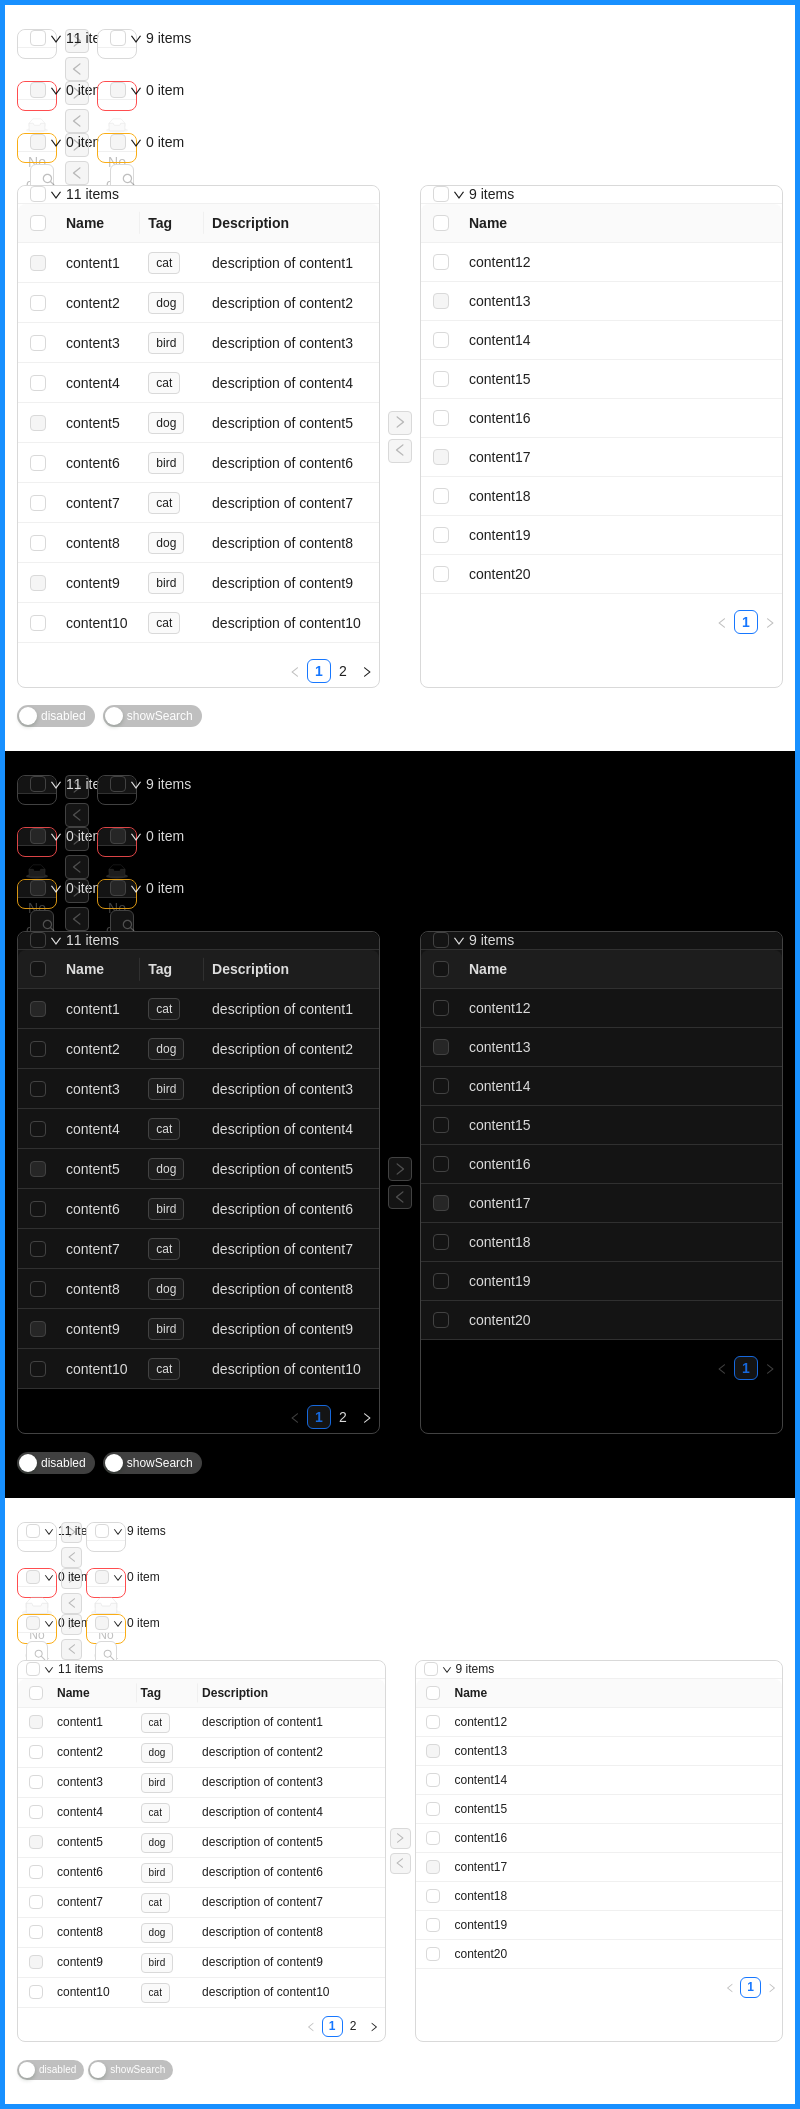 11 ite 9 items
0 iten 0 item
0 iten 0 item
No No
11 items 9 items
Name Tag Description Name
content1 cat description of content1 content12
content2 dog description of content2 content13
content3 bird description of content3 content14
content4 cat description of content4 content15
content5 dog description of content5 content16
content6 bird description of content6 content17
content7 cat description of content7 content18
content8 dog description of content8 content19
content9 bird description of content9 content20
content10 cat description of content10
1
1 2
disabled showSearch
11 ite 9 items
0 iten 0 item
0 iten 0 item
No No
11 items 9 items
Name Tag Description Name
content1 cat description of content1 content12
content2 dog description of content2 content13
content3 bird description of content3 content14
content4 cat description of content4 content15
content5 dog description of content5 content16
content6 bird description of content6 content17
content7 cat description of content7 content18
content8 dog description of content8 content19
content9 bird description of content9 content20
content10 cat description of content10
1
1 2
disabled showSearch
11 ite 9 items
0 iten 0 item
0 iten 0 item
No No
11 items 9 items
Name Tag Description Name
content1 cat description of content1 content12
content2 dog description of content2 content13
content3 bird description of content3 content14
content4 cat description of content4 content15
content5 dog description of content5 content16
content6 bird description of content6 content17
content7 cat description of content7 content18
content8 dog description of content8 content19
content9 bird description of content9 content20
content10 cat description of content10
1
1 2
disabled showSearch